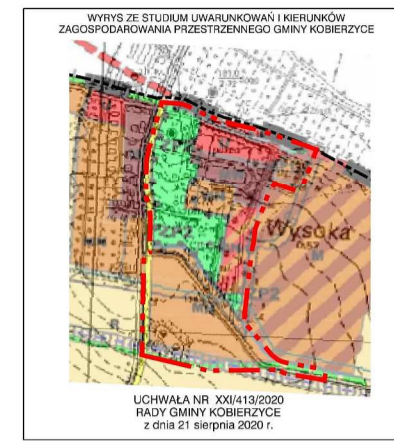 WYRYS ZE STUDIUM UWARUNKOWAŃ I KIERUNKÓW
ZAGOSPODAROWANIA PRZESTRZENNEGO GMINY KOBIERZYCE
Wysoka
M
UCHWAŁA NR XXI/413/2020
RADY GMINY KOBIERZYCE
z dnia 21 sierpnia 2020 r.